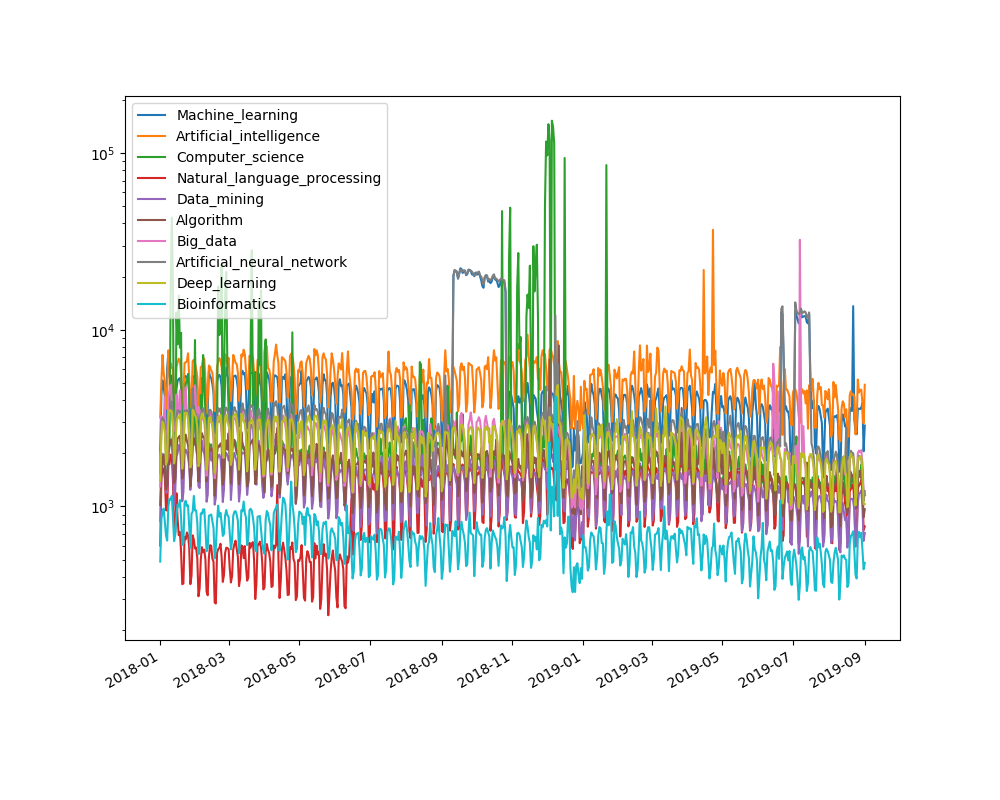 Machine_learning
Artificial_intelligence
Computer_science
Natural_language_processing
Data_mining
Algorithm
Big_data
Artificial_neural_network
Deep_learning
Bioinformatics
10^5
10^4
10^3
2018-01 2018-03 2018-05 2018-07 2018-09 2018-11 2019-01 2019-03 2019-05 2019-07 2019-09